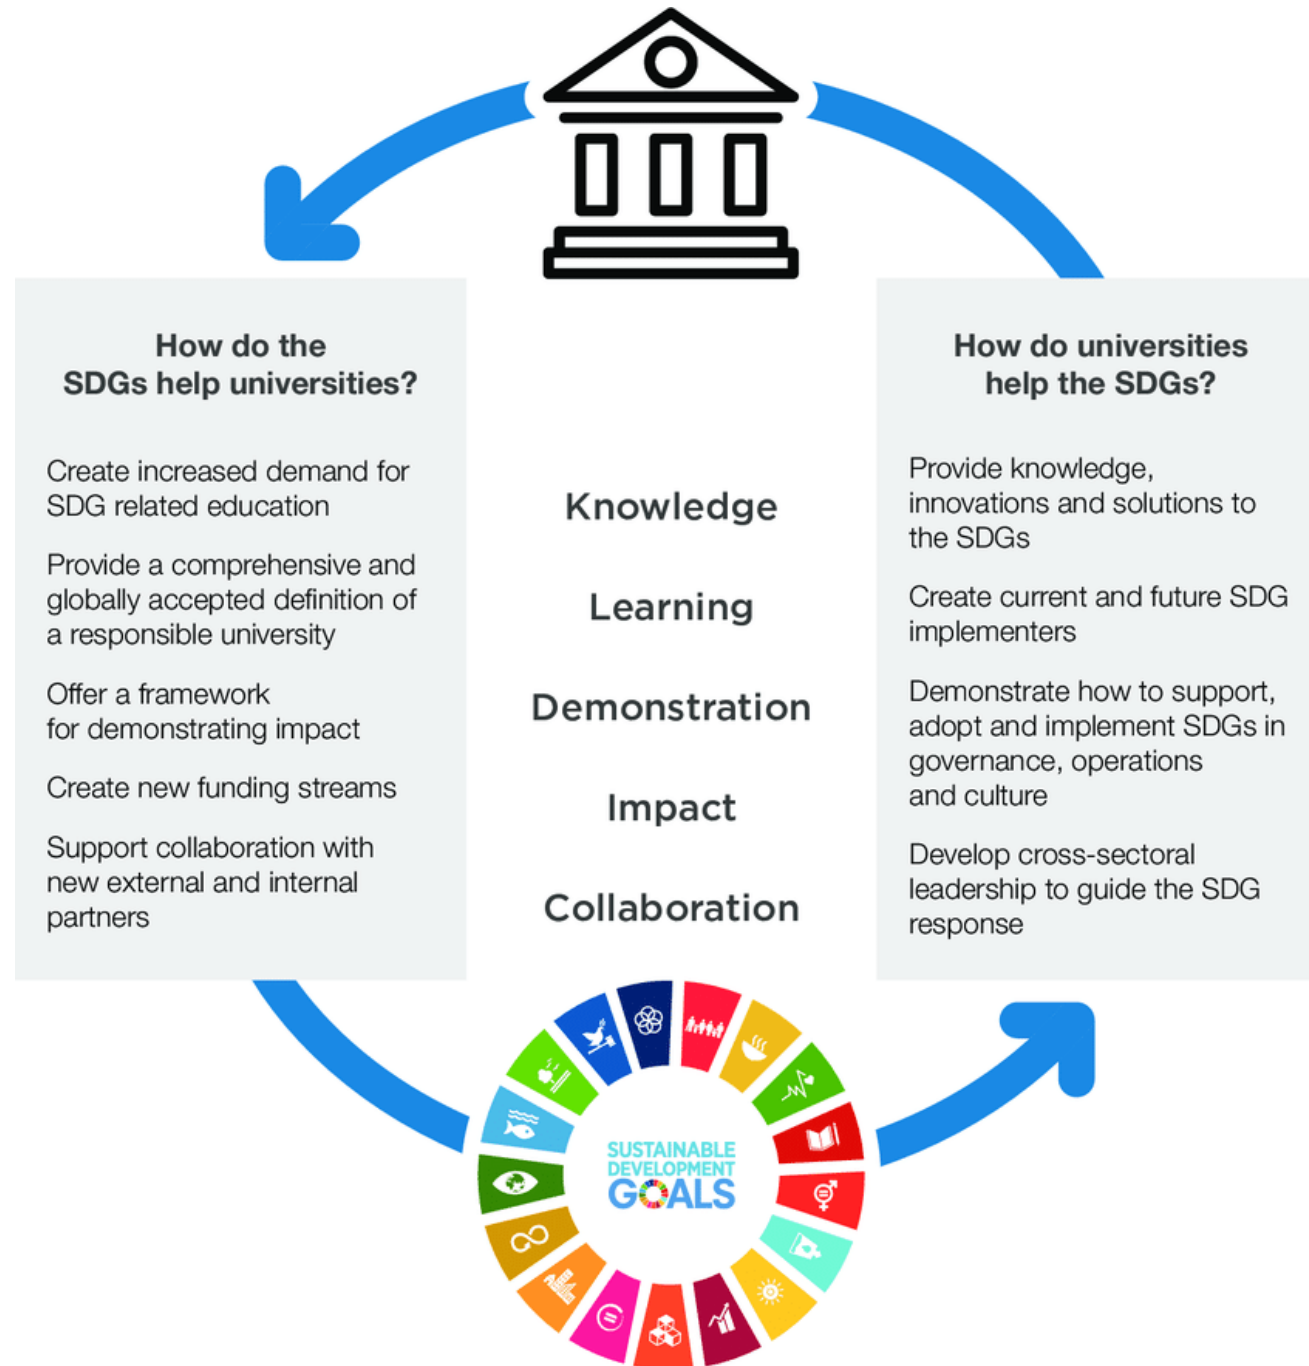 How do the
SDGs help universities?
Create increased demand for
SDG related education
Provide a comprehensive and
globally accepted definition of
a responsible university
Offer a framework
for demonstrating impact
Create new funding streams
Support collaboration with
new external and internal
partners
Knowledge
Learning
Demonstration
Impact
Collaboration
How do universities
help the SDGs?
Provide knowledge,
innovations and solutions to
the SDGs
Create current and future SDG
implementers
Demonstrate how to support,
adopt and implement SDGs in
governance, operations
and culture
Develop cross-sectoral
leadership to guide the SDG
response
SUSTAINABLE
DEVELOPMENT
GOALS